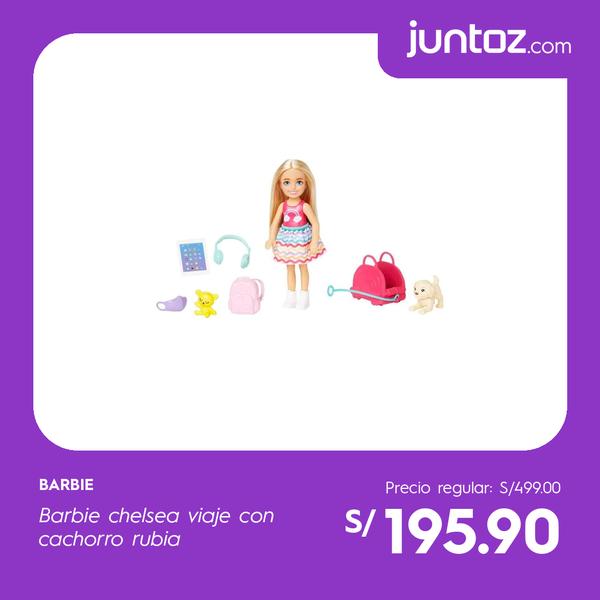 juntoz.com
BARBIE
Barbie chelsea viaje con
cachorro rubia
Precio regular: S/499.00
S/195.90